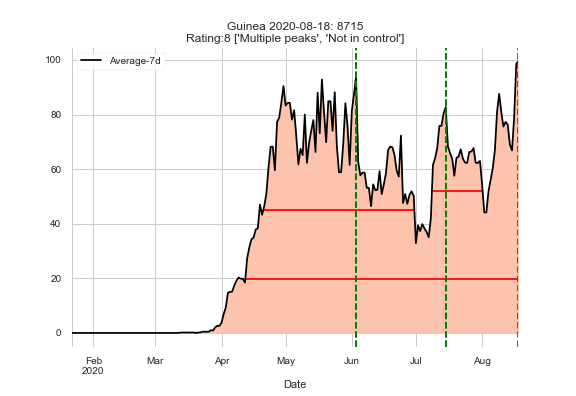 Guinea 2020-08-18: 8715
Rating:8 ['Multiple peaks', 'Not in control']
Average-7d
100
80
60
40
20
0
Feb Mar Apr May Jun Jul Aug
2020
Date